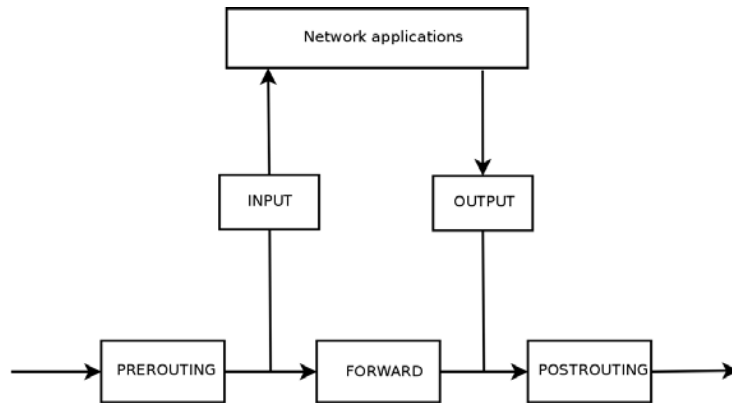 Network applications
INPUT
OUTPUT
PREROUTING
FORWARD
POSTROUTING